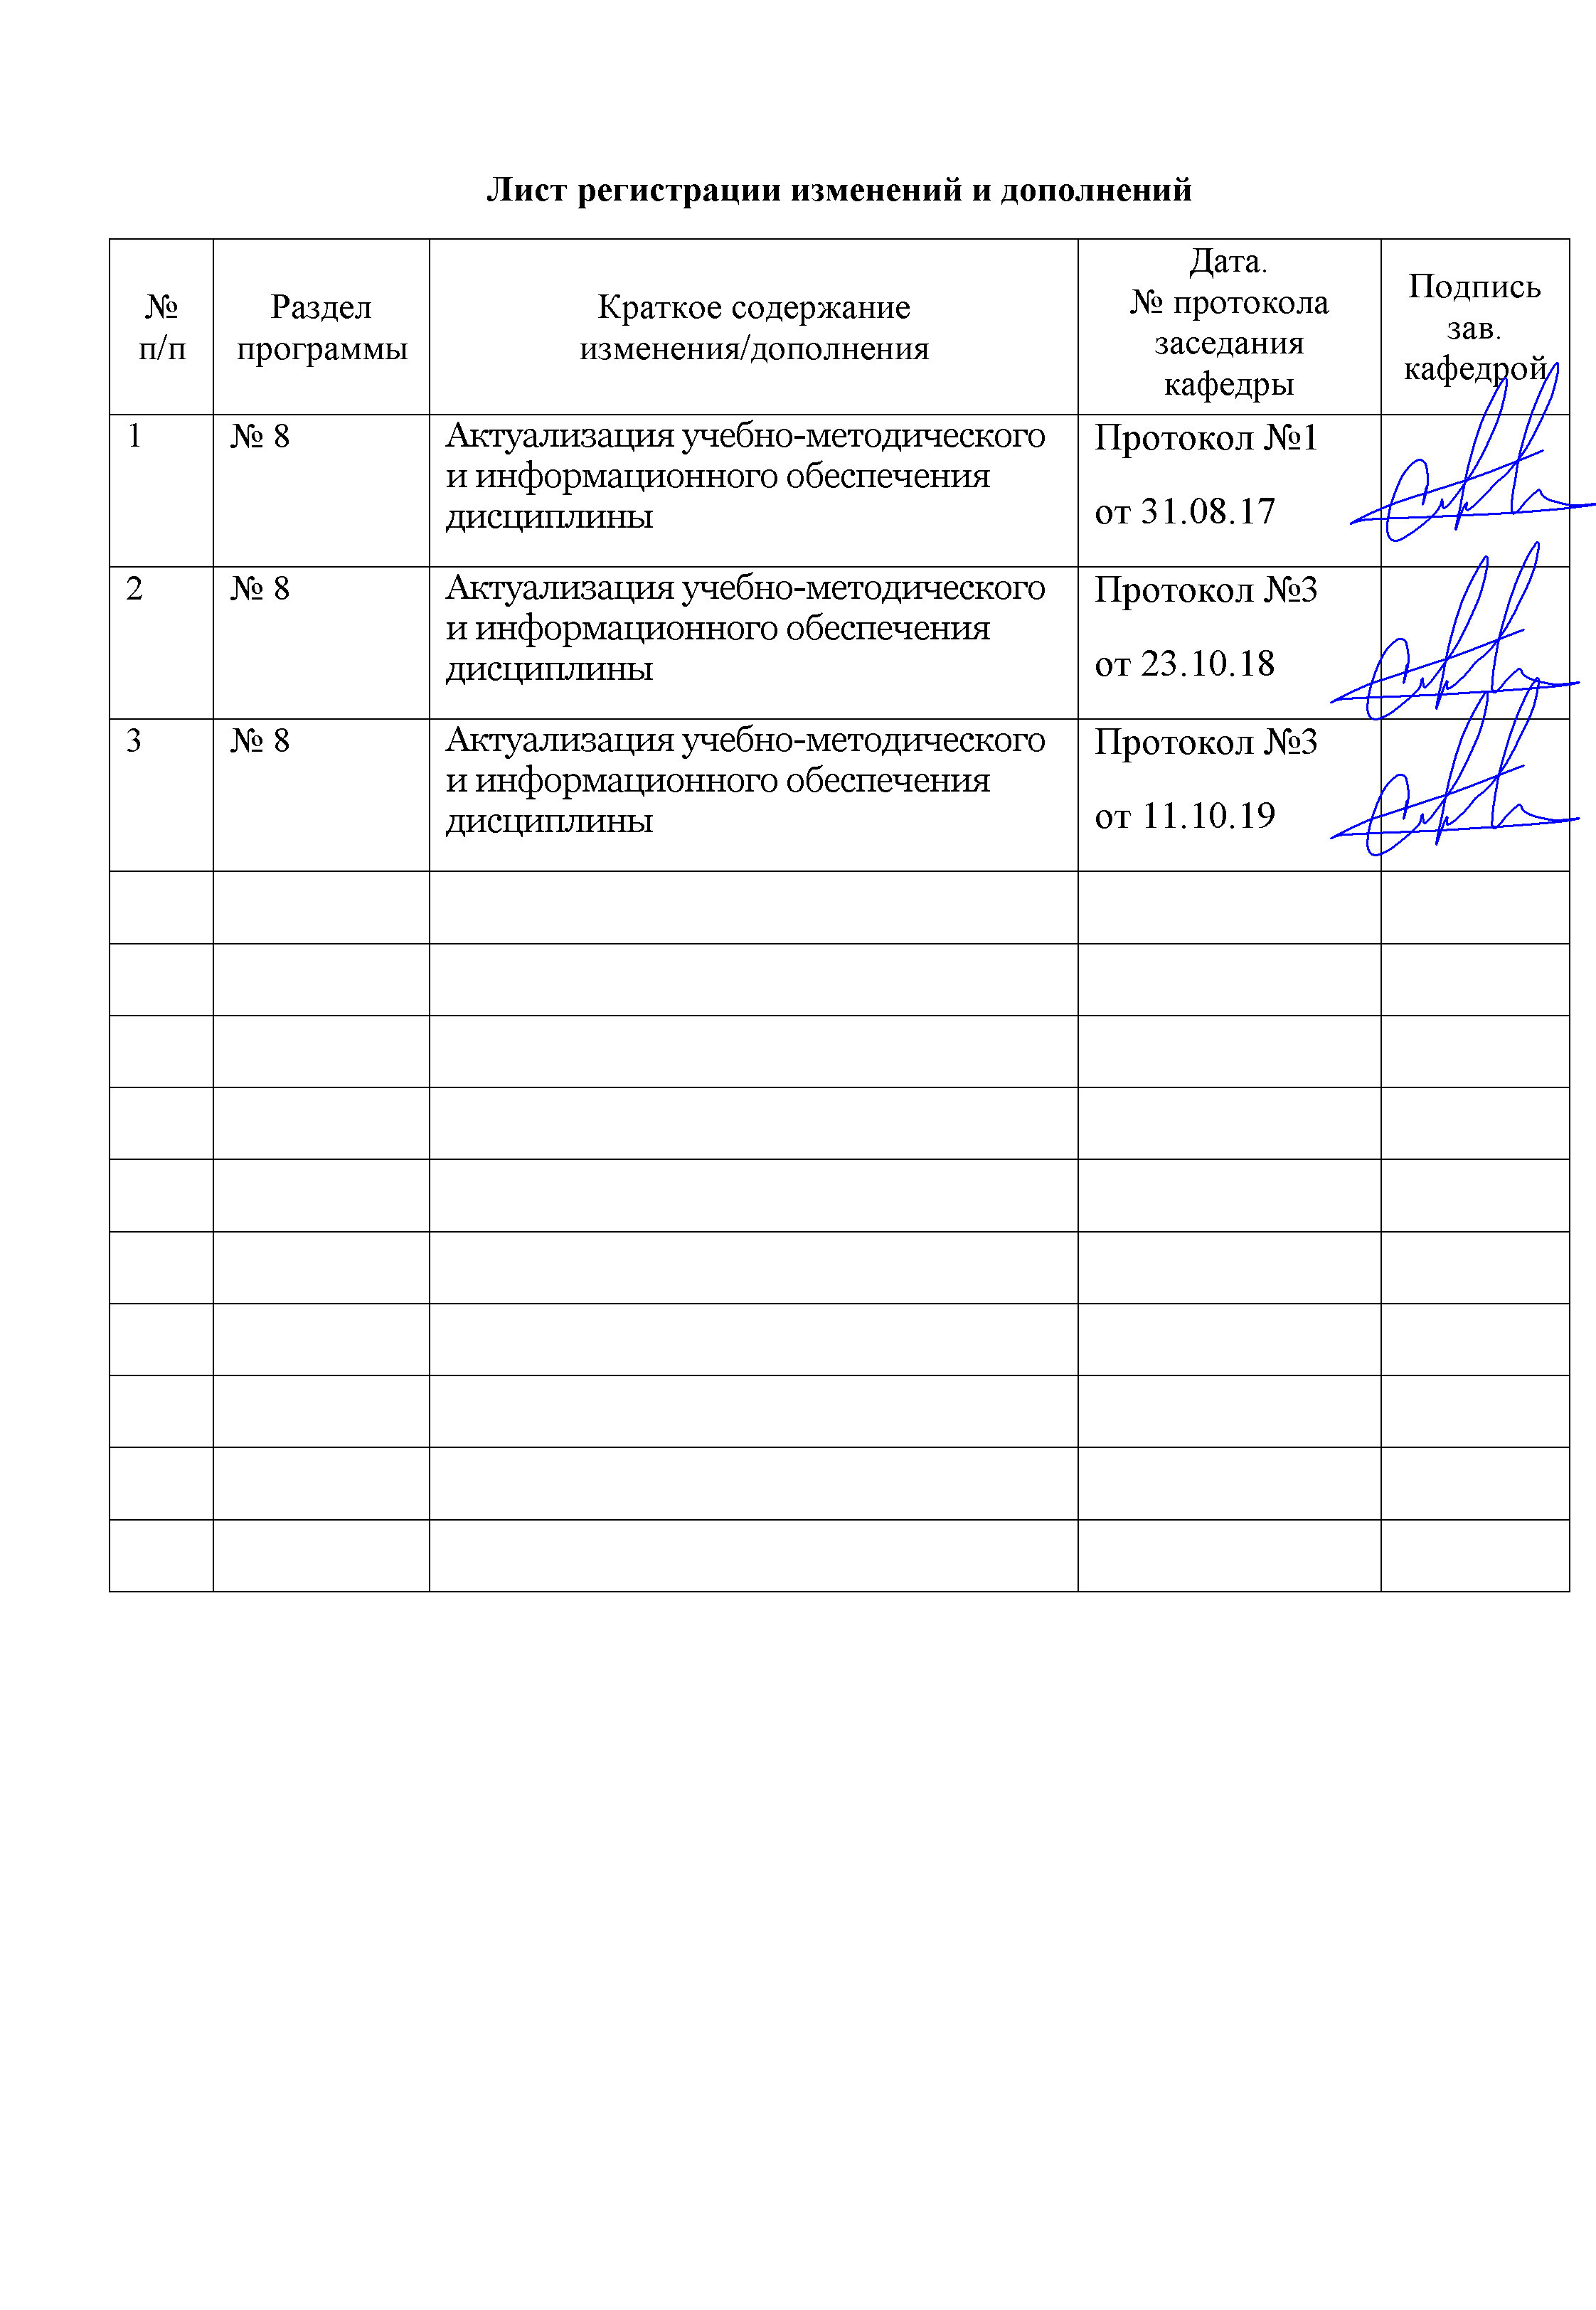 Лист регистрации изменений и дополнений
№
п/п
Раздел
программы
Краткое содержание
изменения/дополнения
Дата.
№ протокола
заседания
кафедры
Подпись
зав.
кафедрой
1
№ 8
Актуализация учебно-методического
и информационного обеспечения
дисциплины
Протокол №1
от 31.08.17
2
№ 8
Актуализация учебно-методического
и информационного обеспечения
дисциплины
Протокол №3
от 23.10.18
3
№ 8
Актуализация учебно-методического
и информационного обеспечения
дисциплины
Протокол №3
от 11.10.19